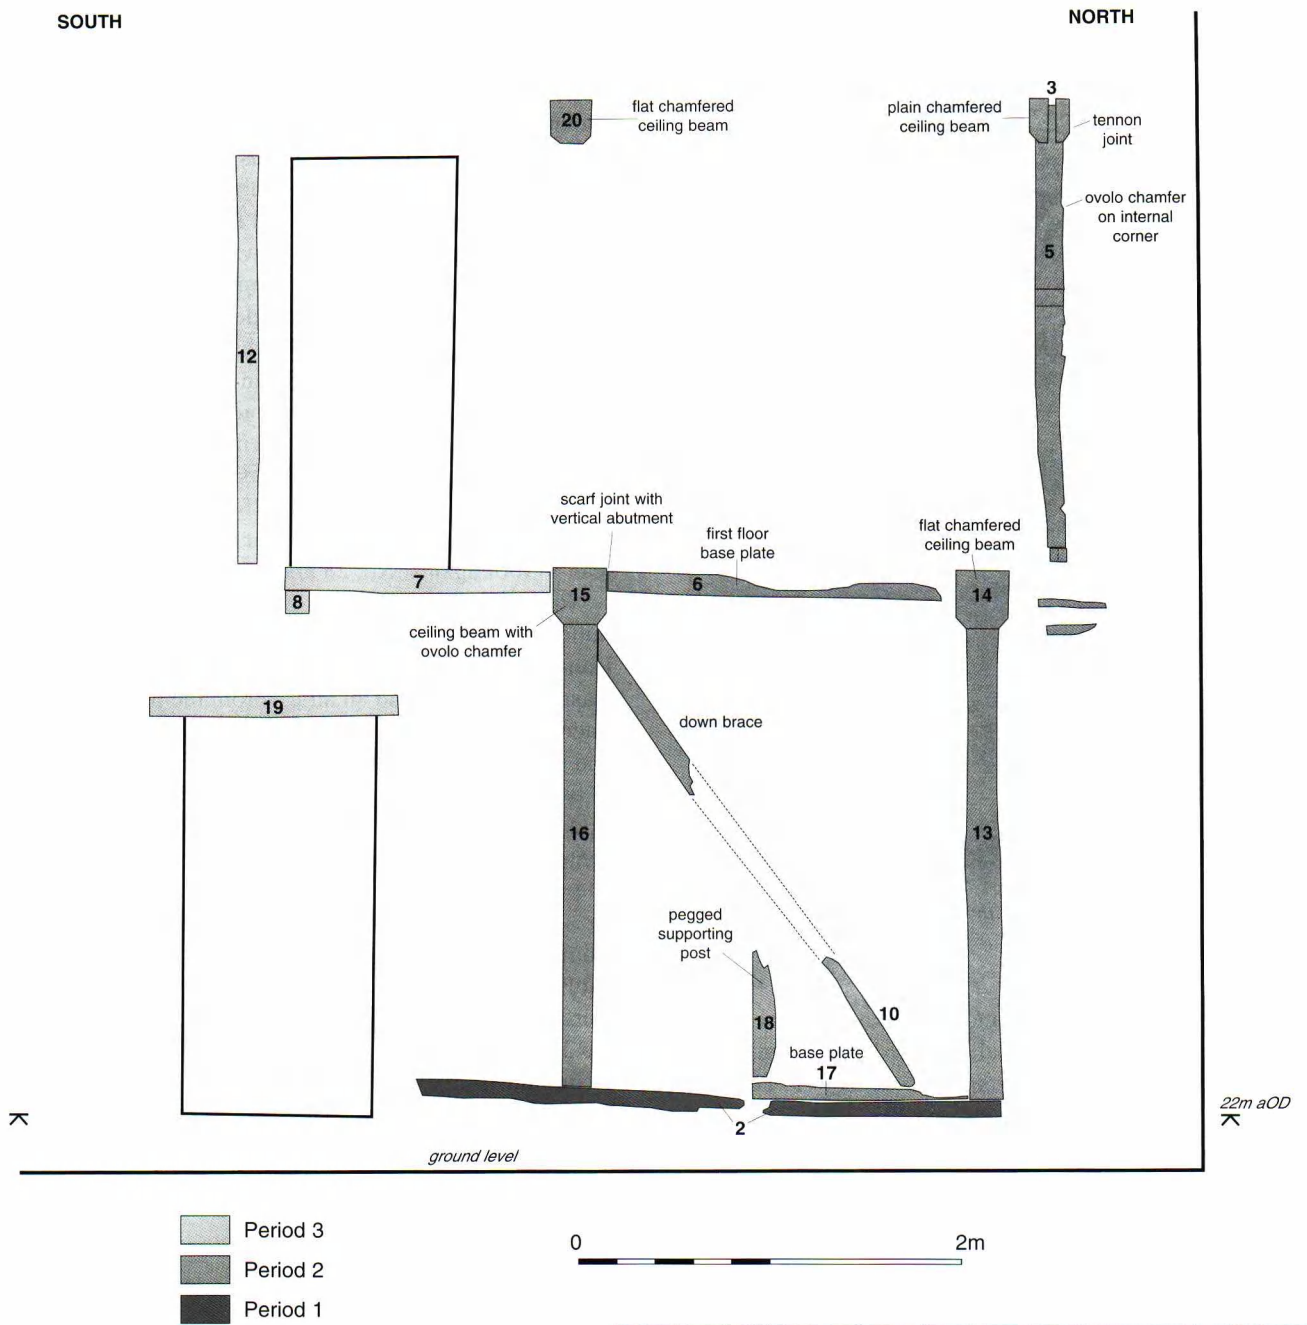 SOUTH
NORTH
3
20
flat chamfered
ceiling beam
plain chamfered
ceiling beam
tennon
joint
ovolo chamfer
on internal
corner
5
12
scarf joint with
vertical abutment
first floor
base plate
flat chamfered
ceiling beam
7
6
8
15
14
ceiling beam with
ovolo chamfer
19
down brace
16
13
pegged
supporting
post
18
10
base plate
17
2
22m aOD
ground level
Period 3
Period 2
Period 1
0
2m